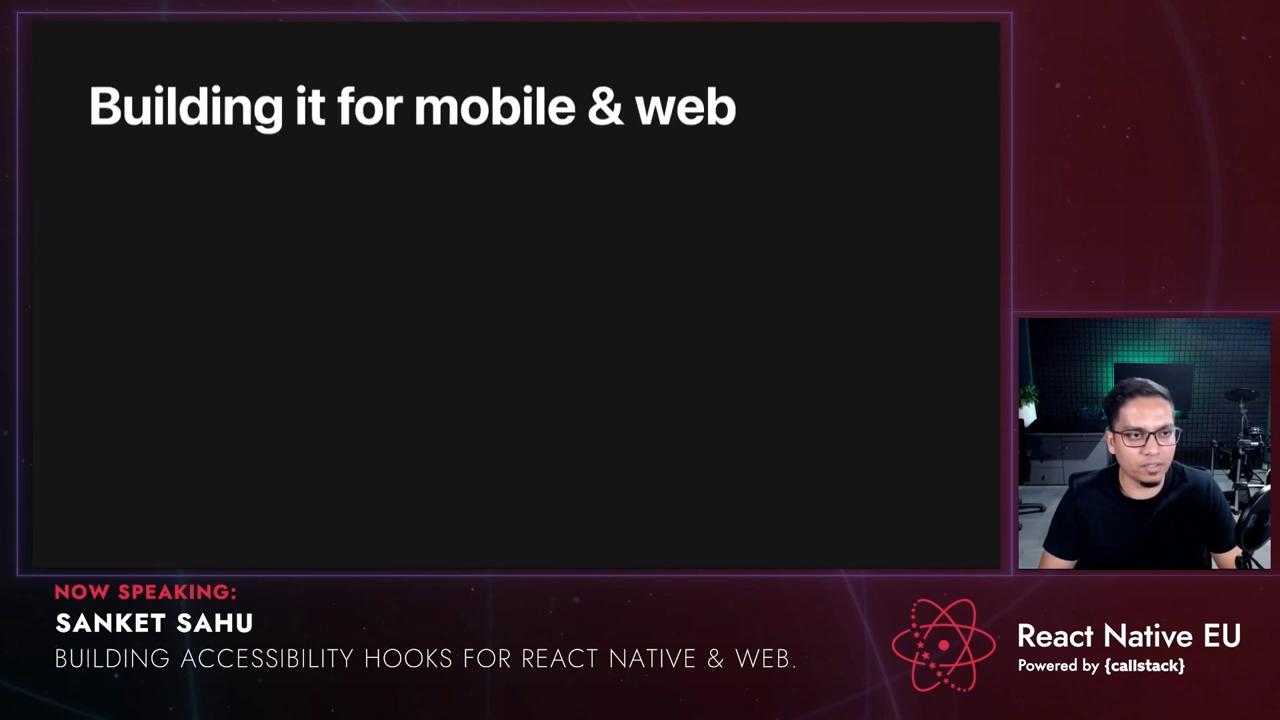 Building it for mobile & web
NOW SPEAKING:
SANKET SAHU
BUILDING ACCESSIBILITY HOOKS FOR REACT NATIVE & WEB.
React Native EU
Powered by {callstack}